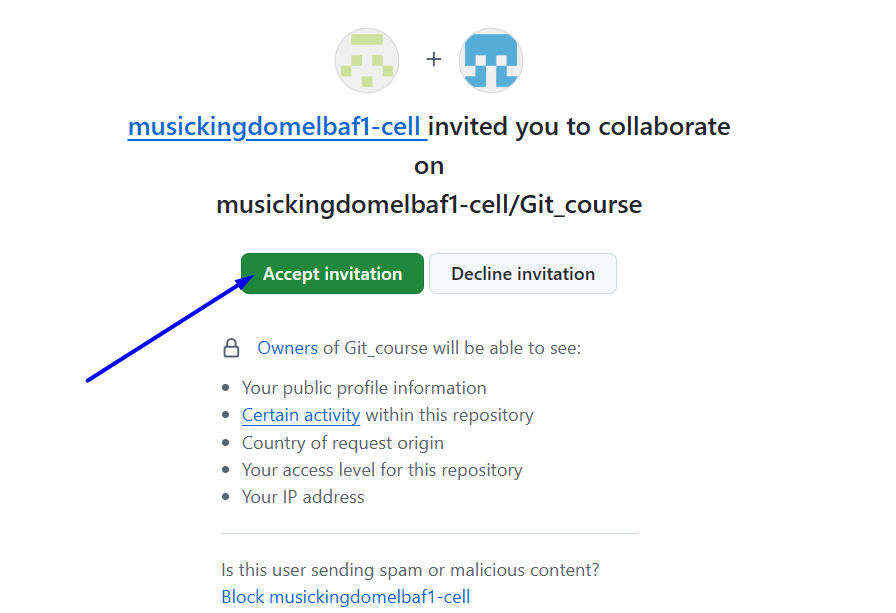 +
musickingdomelbaf1-cell invited you to collaborate
on
musickingdomelbaf1-cell/Git_course
Accept invitation Decline invitation
Owners of Git_course will be able to see:
• Your public profile information
• Certain activity within this repository
• Country of request origin
• Your access level for this repository
• Your IP address
Is this user sending spam or malicious content?
Block musickingdomelbaf1-cell